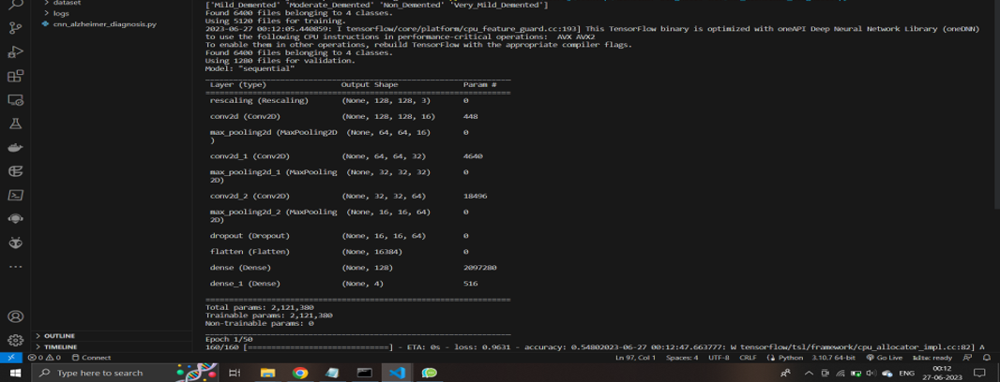 dataset
logs
cnn_alzheimer_diagnosis.py
['Mild_Demented' 'Moderate_Demented' 'Non_Demented' 'Very_Mild_Demented']
Found 6400 files belonging to 4 classes.
Using 5120 files for training.
2023-06-27 00:12:05.440859: I tensorflow/core/platform/cpu_feature_guard.cc:193] This TensorFlow binary is optimized with oneAPI Deep Neural Network Library (oneDNN)
to use the following CPU instructions in performance-critical operations:  AVX AVX2
To enable them in other operations, rebuild TensorFlow with the appropriate compiler flags.
Found 6400 files belonging to 4 classes.
Using 1280 files for validation.
Model: "sequential"
Layer (type) Output Shape Param #
rescaling (Rescaling) (None, 128, 128, 3) 0
conv2d (Conv2D) (None, 128, 128, 16) 448
max_pooling2d (MaxPooling2D (None, 64, 64, 16) 0
)
conv2d_1 (Conv2D) (None, 64, 64, 32) 4640
max_pooling2d_1 (MaxPooling (None, 32, 32, 32) 0
2D)
conv2d_2 (Conv2D) (None, 32, 32, 64) 18496
max_pooling2d_2 (MaxPooling (None, 16, 16, 64) 0
2D)
dropout (Dropout) (None, 16, 16, 64) 0
flatten (Flatten) (None, 16384) 0
dense (Dense) (None, 128) 2097280
dense_1 (Dense) (None, 4) 516
Total params: 2,121,380
Trainable params: 2,121,380
Non-trainable params: 0
Epoch 1/50
160/160 [==============================] - ETA: 0s - loss: 0.9631 - accuracy: 0.54802023-06-27 00:12:47.663777: W tensorflow/tsl/framework/cpu_allocator_impl.cc:82] A
OUTLINE
TIMELINE
0 0 Connect
Ln 97, Col 1 Spaces: 4 UTF-8 CRLF Python 3.10.7 64-bit Go Live kite: ready
Type here to search
ENG
00:12
27-06-2023